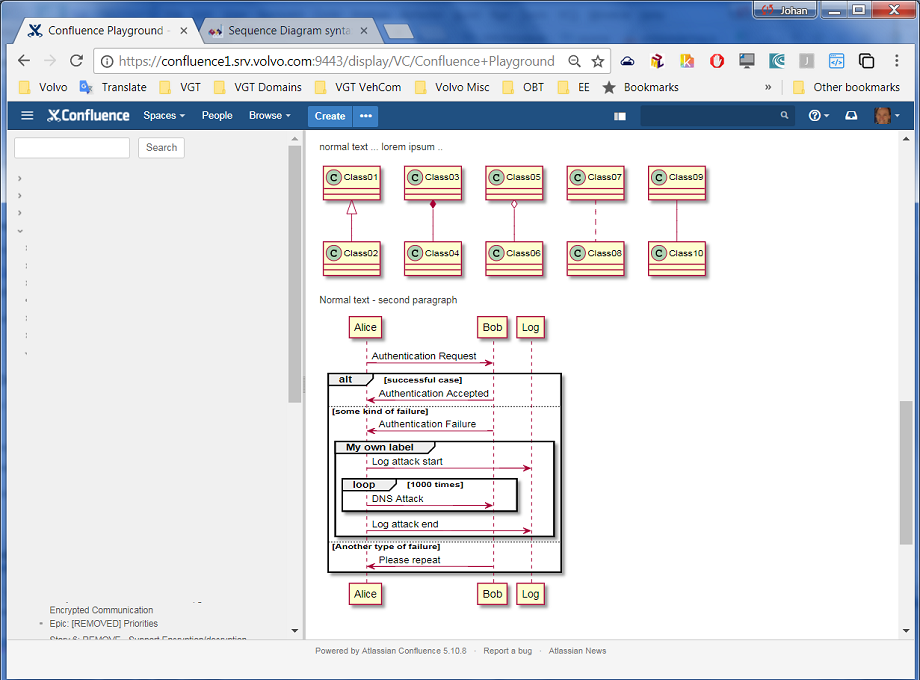 Johan
Confluence Playground
Sequence Diagram synta
https://confluence1.srv.volvo.com:9443/display/VC/Confluence+Playground
Volvo Translate VGT VGT Domains VGT VehCom Volvo Misc OBT EE Bookmarks » Other bookmarks
Confluence Spaces People Browse Create
Search
normal text ... lorem ipsum ..
C Class01 C Class03 C Class05 C Class07 C Class09
C Class02 C Class04 C Class06 C Class08 C Class10
Normal text - second paragraph
Alice Bob Log
Authentication Request
alt [successful case]
Authentication Accepted
[some kind of failure]
Authentication Failure
My own label
Log attack start
loop [1000 times]
DNS Attack
Log attack end
[Another type of failure]
Please repeat
Alice Bob Log
Encrypted Communication
Epic: [REMOVED] Priorities
Story 6: REMOVE - Support Encryption/decryption
Powered by Atlassian Confluence 5.10.8 · Report a bug · Atlassian News